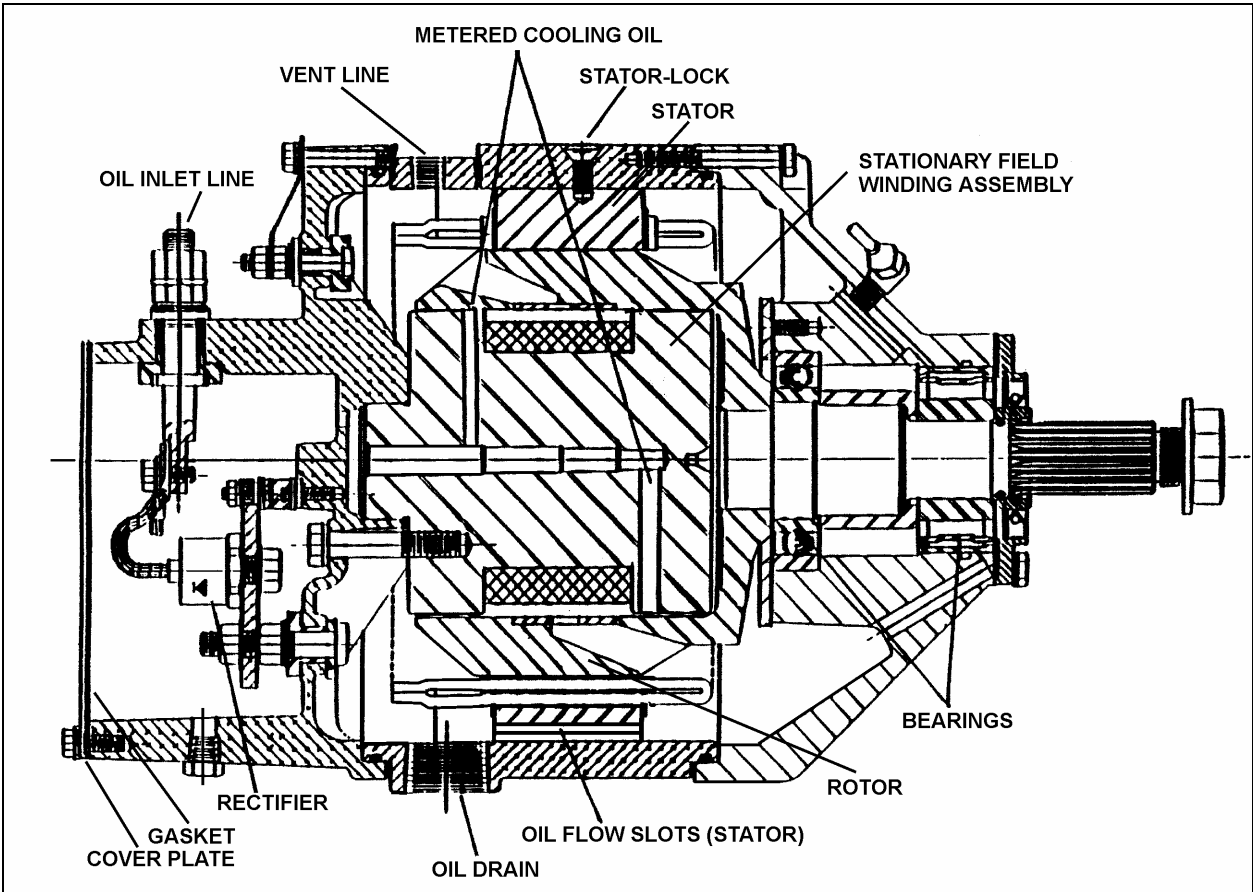 METERED COOLING OIL
VENT LINE
STATOR-LOCK
STATOR
OIL INLET LINE
STATIONARY FIELD
WINDING ASSEMBLY
BEARINGS
ROTOR
RECTIFIER
OIL FLOW SLOTS (STATOR)
GASKET
COVER PLATE
OIL DRAIN